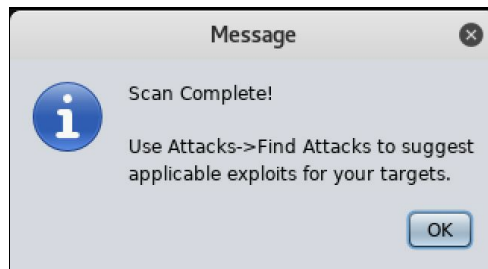 Message
Scan Complete!
Use Attacks->Find Attacks to suggest
applicable exploits for your targets.
OK